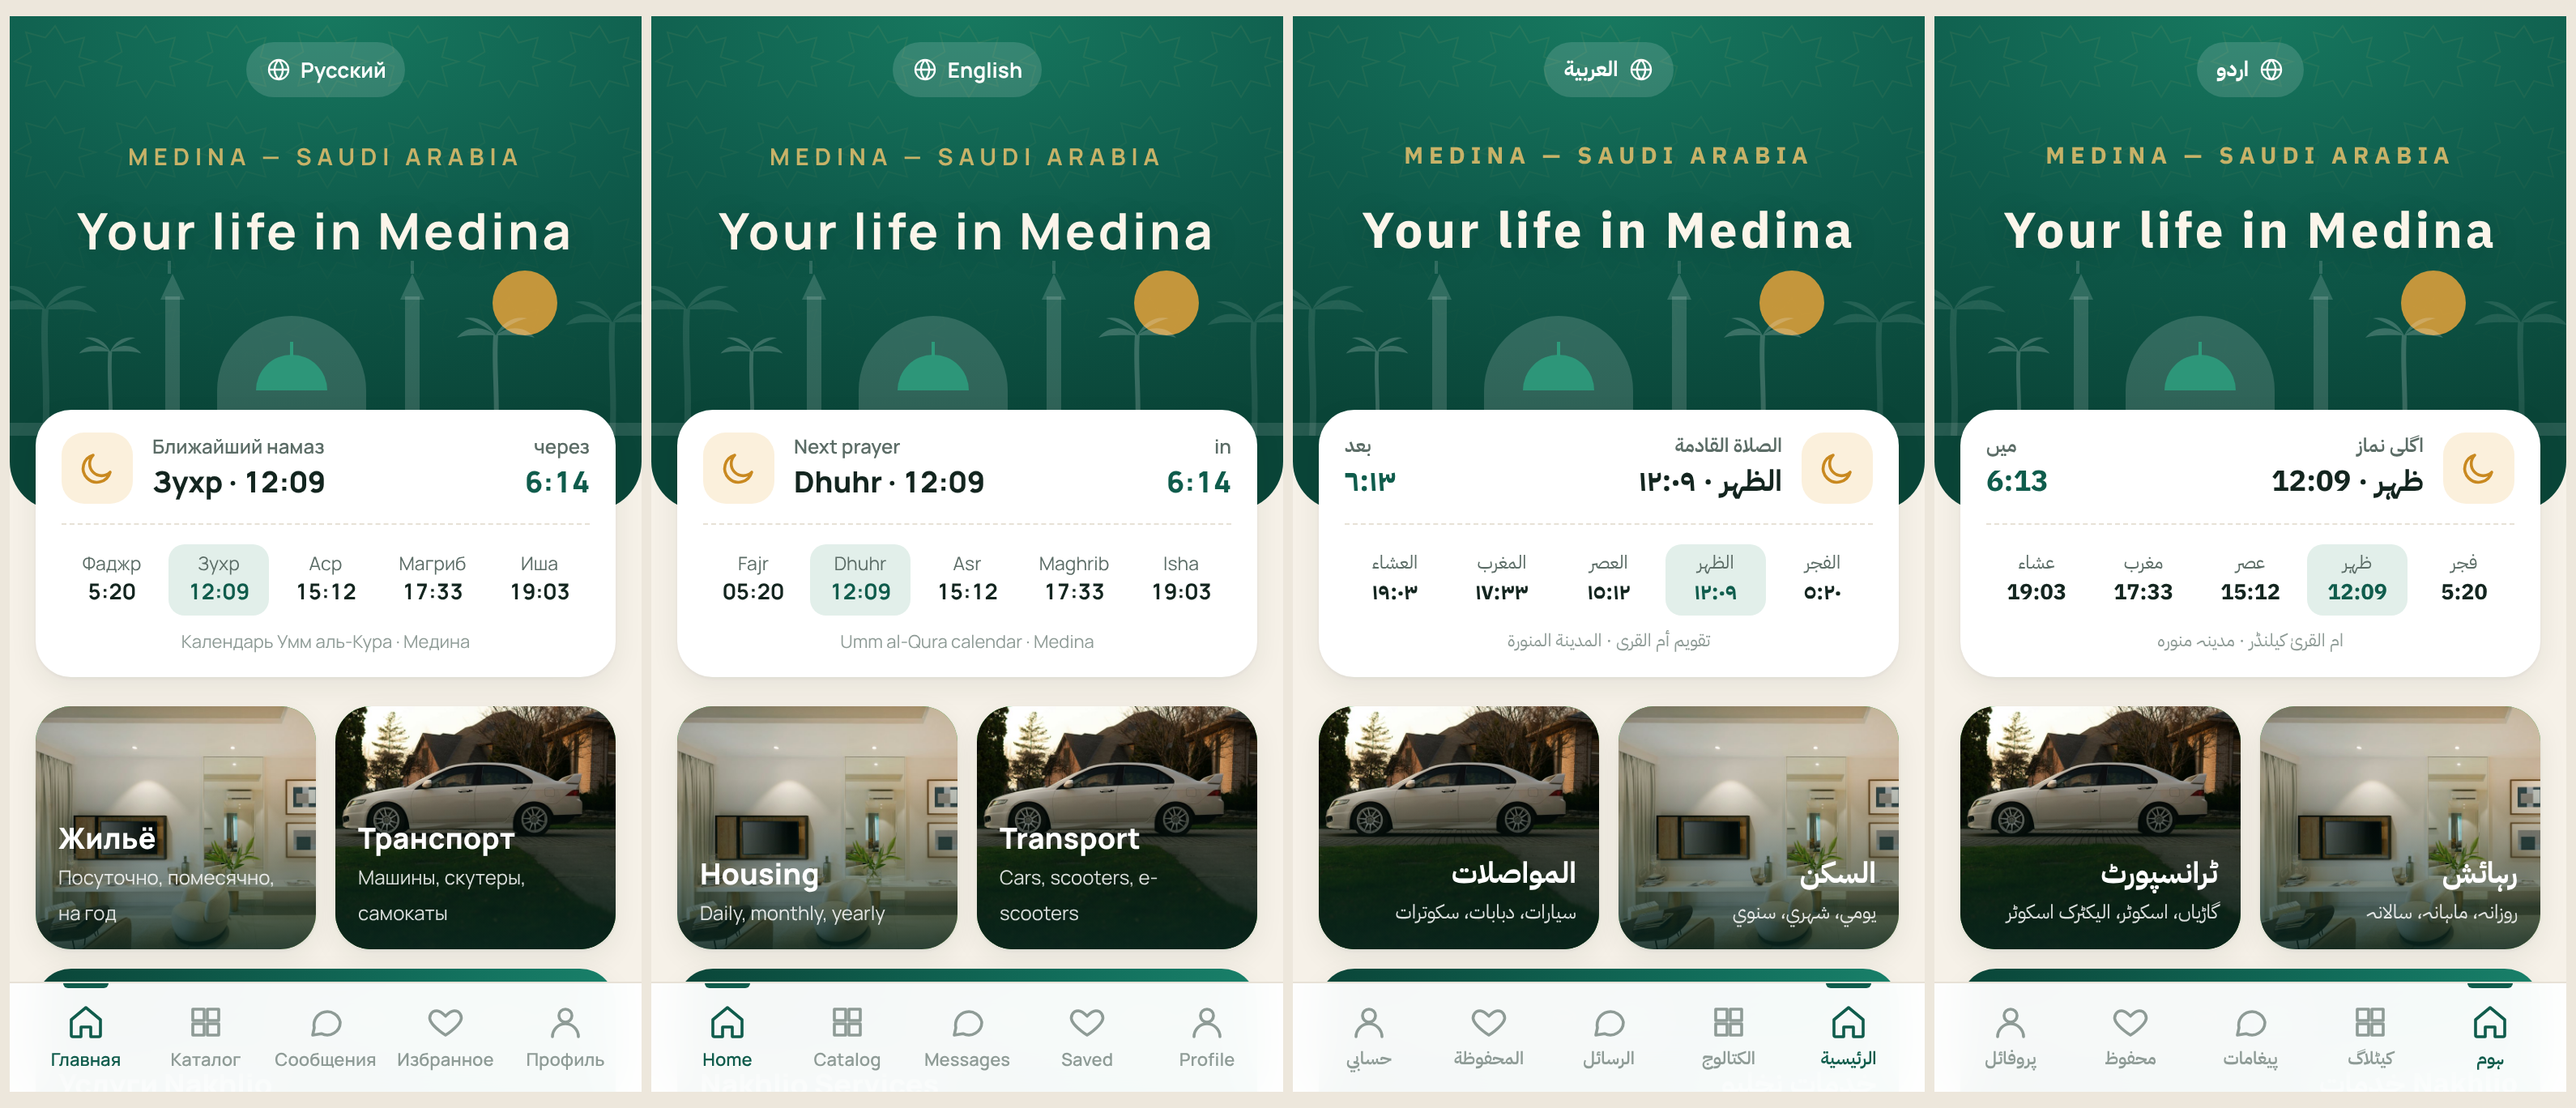 Русский
MEDINA — SAUDI ARABIA
Your life in Medina
Ближайший намаз
через
Зухр · 12:09
6:14
Фаджр
Зухр
Аср
Магриб
Иша
5:20
12:09
15:12
17:33
19:03
Календарь Умм аль-Кура · Медина
Жильё
Посуточно, помесячно,
на год
Транспорт
Машины, скутеры,
самокаты
Главная
Каталог
Сообщения
Избранное
Профиль
Услуги Nakhlip
English
MEDINA — SAUDI ARABIA
Your life in Medina
Next prayer
in
Dhuhr · 12:09
6:14
Fajr
Dhuhr
Asr
Maghrib
Isha
05:20
12:09
15:12
17:33
19:03
Umm al-Qura calendar · Medina
Housing
Daily, monthly, yearly
Transport
Cars, scooters, e-
scooters
Home
Catalog
Messages
Saved
Profile
Nakhlip Services
العربية
MEDINA — SAUDI ARABIA
Your life in Medina
الصلاة القادمة
بعد
الظهر · ١٢:٠٩
٦:١٣
الفجر
الظهر
العصر
المغرب
العشاء
٥:٢٠
١٢:٠٩
١٥:١٢
١٧:٣٣
١٩:٠٣
تقويم أم القرى · المدينة المنورة
السكن
يومي، شهري، سنوي
المواصلات
سيارات، دبابات، سكوترات
الرئيسية
الكتالوج
الرسائل
المحفوظة
حسابي
اردو
MEDINA — SAUDI ARABIA
Your life in Medina
اگلی نماز
میں
ظہر · 12:09
6:13
فجر
ظہر
عصر
مغرب
عشاء
5:20
12:09
15:12
17:33
19:03
ام القریٰ کیلنڈر · مدینہ منورہ
رہائش
روزانہ، ماہانہ، سالانہ
ٹرانسپورٹ
گاڑیاں، اسکوٹر، الیکٹرک اسکوٹر
ہوم
کیٹلاگ
پیغامات
محفوظ
پروفائل